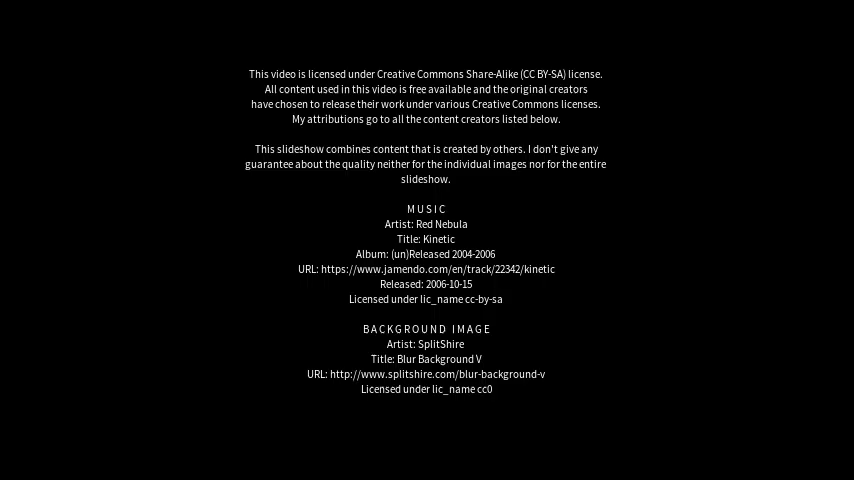 This video is licensed under Creative Commons Share-Alike (CC BY-SA) license.
All content used in this video is free available and the original creators
have chosen to release their work under various Creative Commons licenses.
My attributions go to all the content creators listed below.
This slideshow combines content that is created by others. I don't give any
guarantee about the quality neither for the individual images nor for the entire
slideshow.
MUSIC
Artist: Red Nebula
Title: Kinetic
Album: (un)Released 2004-2006
URL: https://www.jamendo.com/en/track/22342/kinetic
Released: 2006-10-15
Licensed under lic_name cc-by-sa
BACKGROUND IMAGE
Artist: SplitShire
Title: Blur Background V
URL: http://www.splitshire.com/blur-background-v
Licensed under lic_name cc0